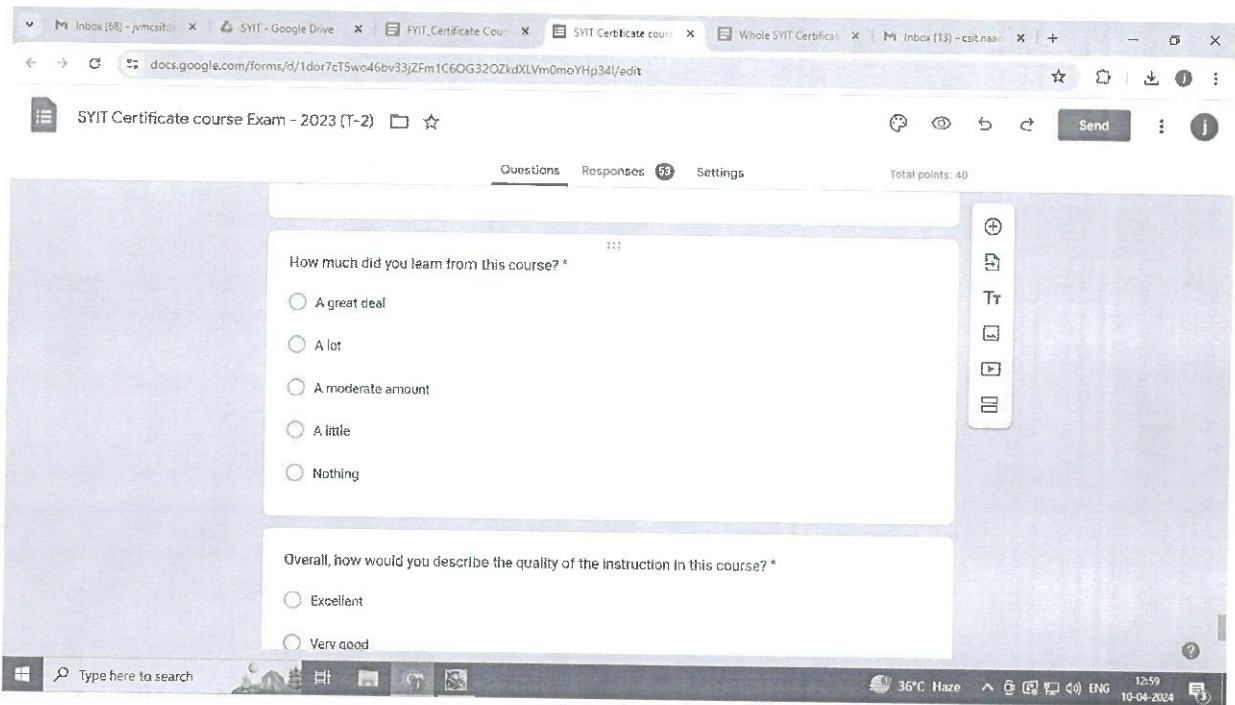 Inbox (68) - jvmcsit
SYIT - Google Drive
FYIT_Certificate Cour
SYIT Certificate cour
Whole SYIT Certificat
Inbox (13) - csit.naa
docs.google.com/forms/d/1dor7cT5wo46bv33jZFm1C6OG32OZkdXLVm0moYHp34I/edit
SYIT Certificate course Exam - 2023 (T-2)
Send
j
Questions Responses 53 Settings
Total points: 40
How much did you learn from this course? *
A great deal
A lot
A moderate amount
A little
Nothing
Overall, how would you describe the quality of the instruction in this course? *
Excellent
Very good
Type here to search
36°C Haze
ENG
12:59
10-04-2024
3